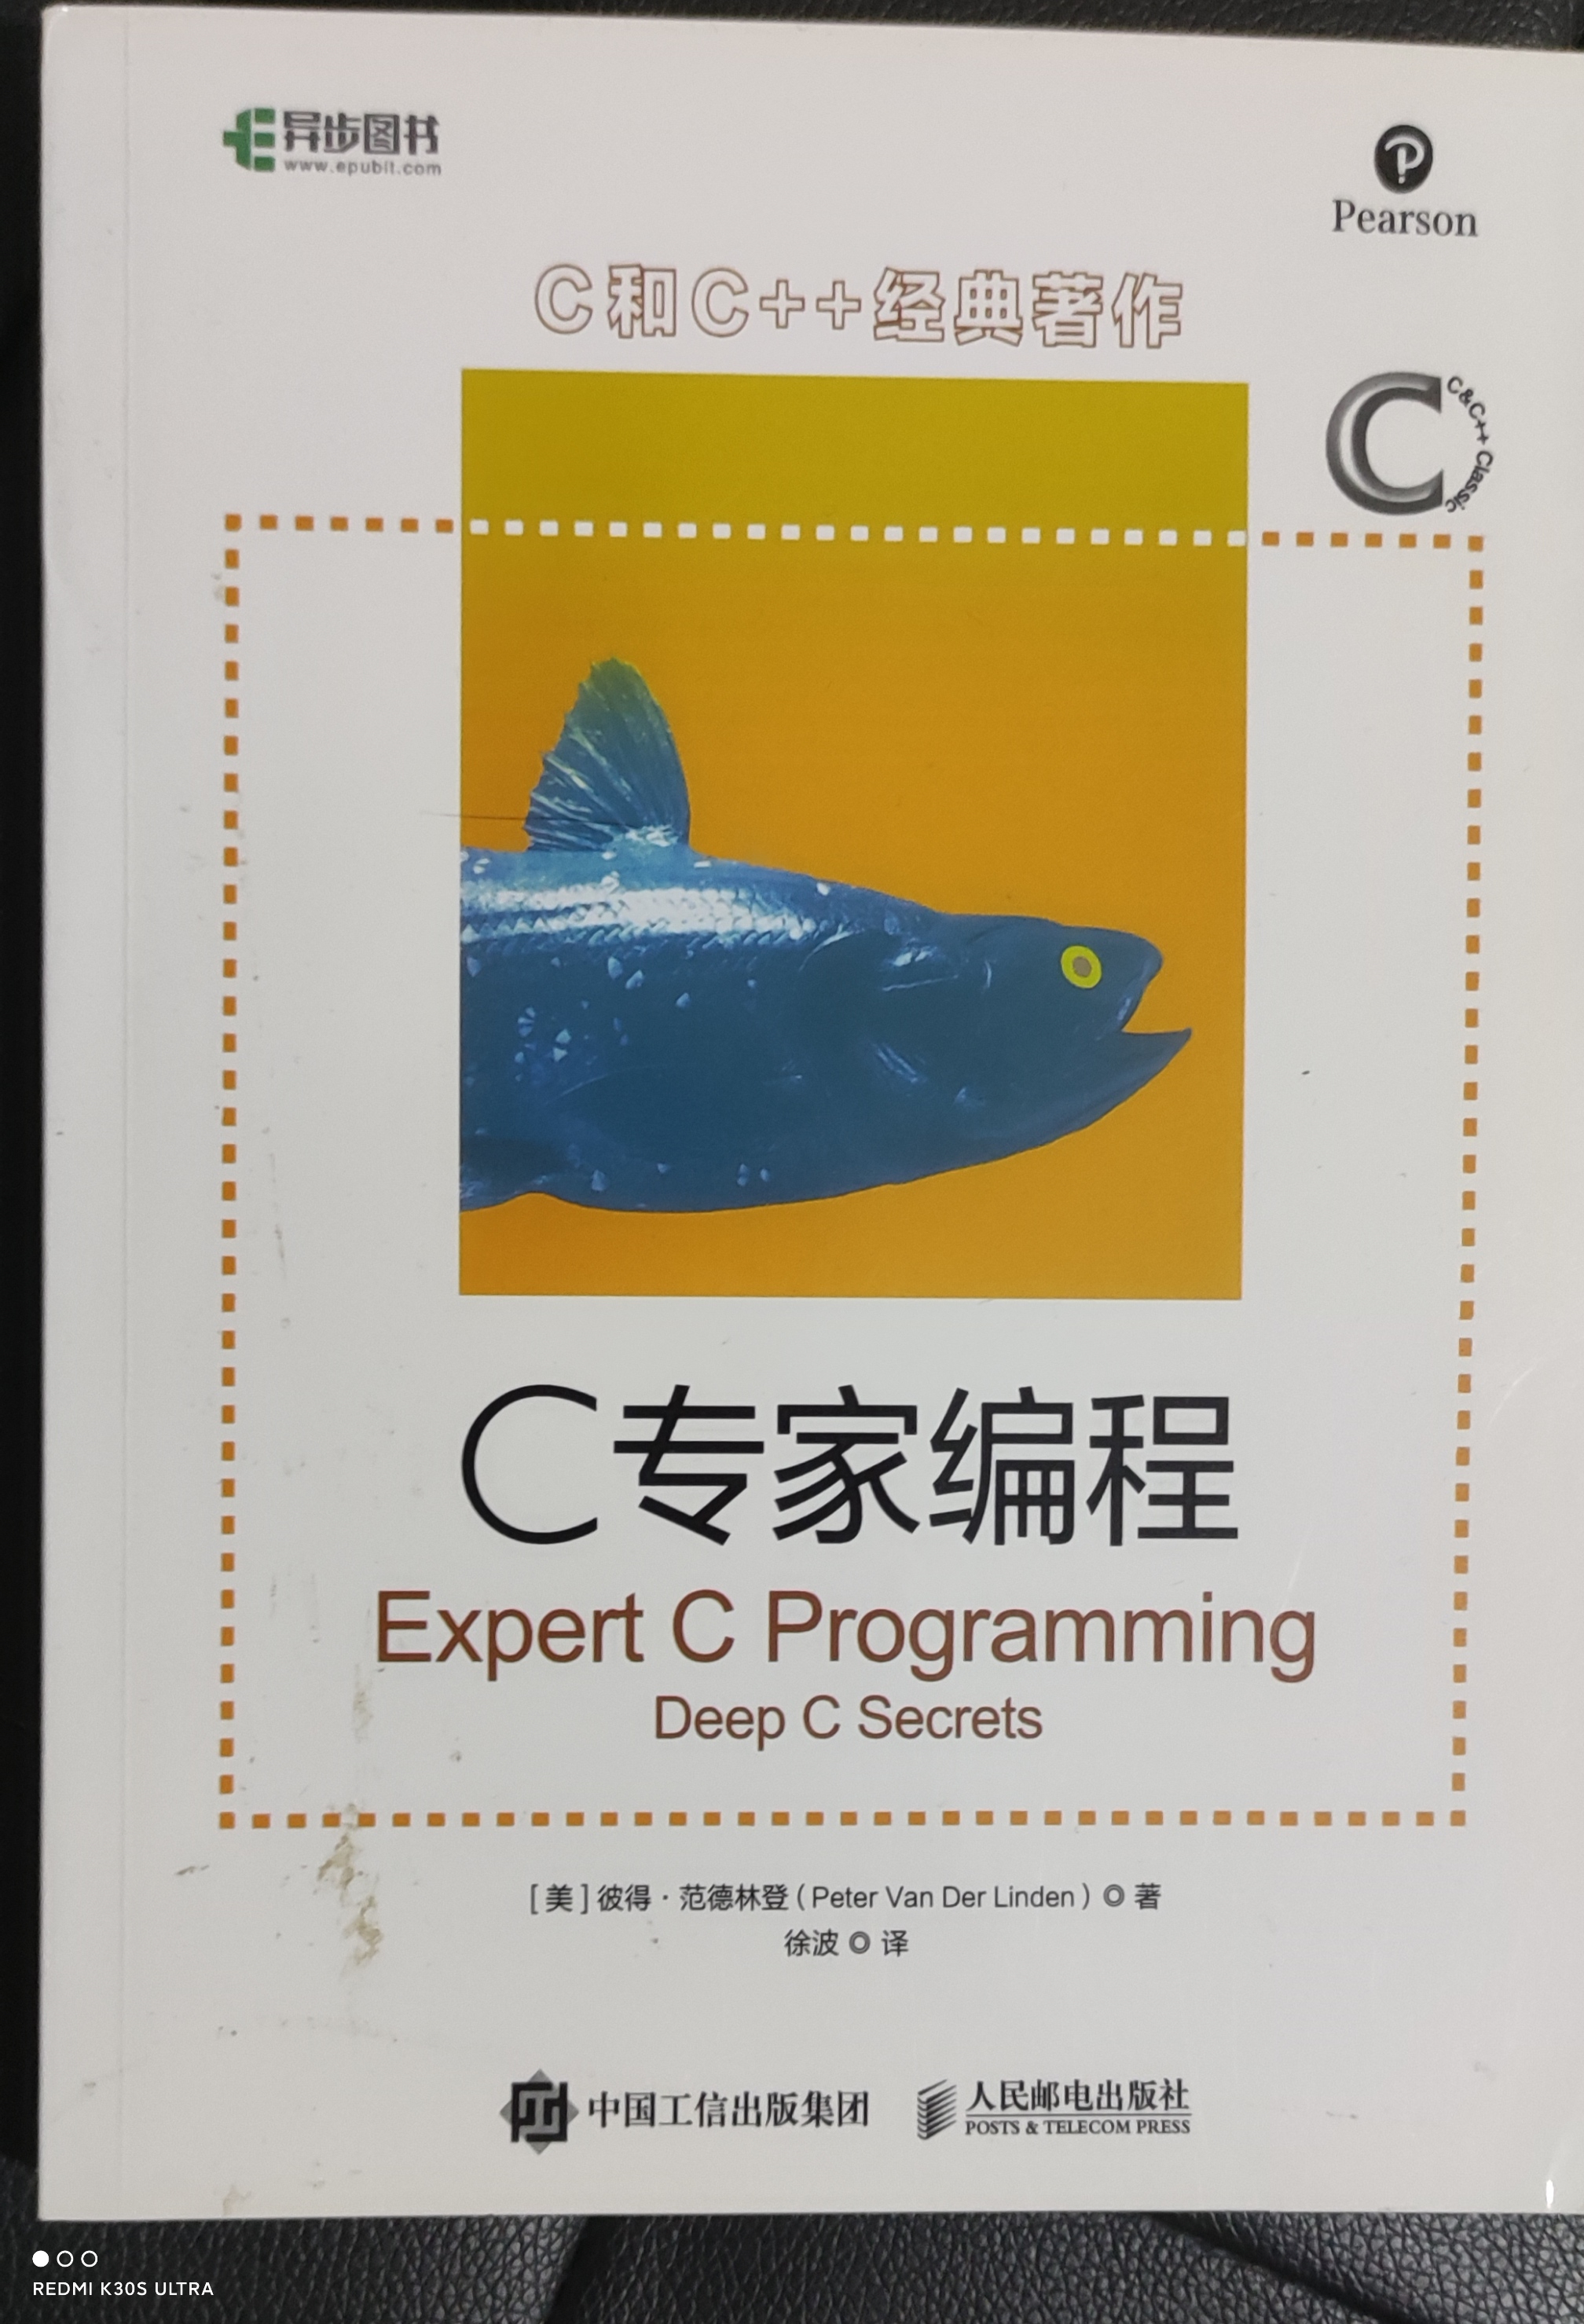 异步图书
www.epubit.com
Pearson
C和C++经典著作
C
C&C++ Classic
C专家编程
Expert C Programming
Deep C Secrets
[美]彼得·范德林登(Peter Van Der Linden)◎ 著
徐波 ◎ 译
中国工信出版集团
人民邮电出版社
POSTS & TELECOM PRESS
REDMI K30S ULTRA